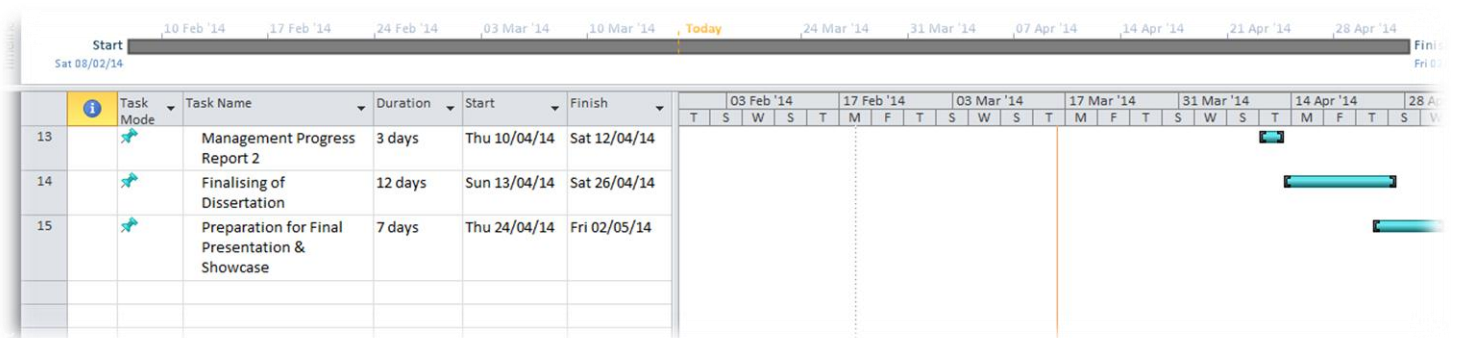 10 Feb '14 17 Feb '14 24 Feb '14 03 Mar '14 10 Mar '14 Today 24 Mar '14 31 Mar '14 07 Apr '14 14 Apr '14 21 Apr '14 28 Apr '14
Start
Sat 08/02/14
Task Mode Task Name Duration Start Finish
03 Feb '14 17 Feb '14 03 Mar '14 17 Mar '14 31 Mar '14 14 Apr '14 28
T S W S T M F T S W S T M F T S W S T M F T S W
13 Management Progress 3 days Thu 10/04/14 Sat 12/04/14
Report 2
14 Finalising of 12 days Sun 13/04/14 Sat 26/04/14
Dissertation
15 Preparation for Final 7 days Thu 24/04/14 Fri 02/05/14
Presentation &
Showcase